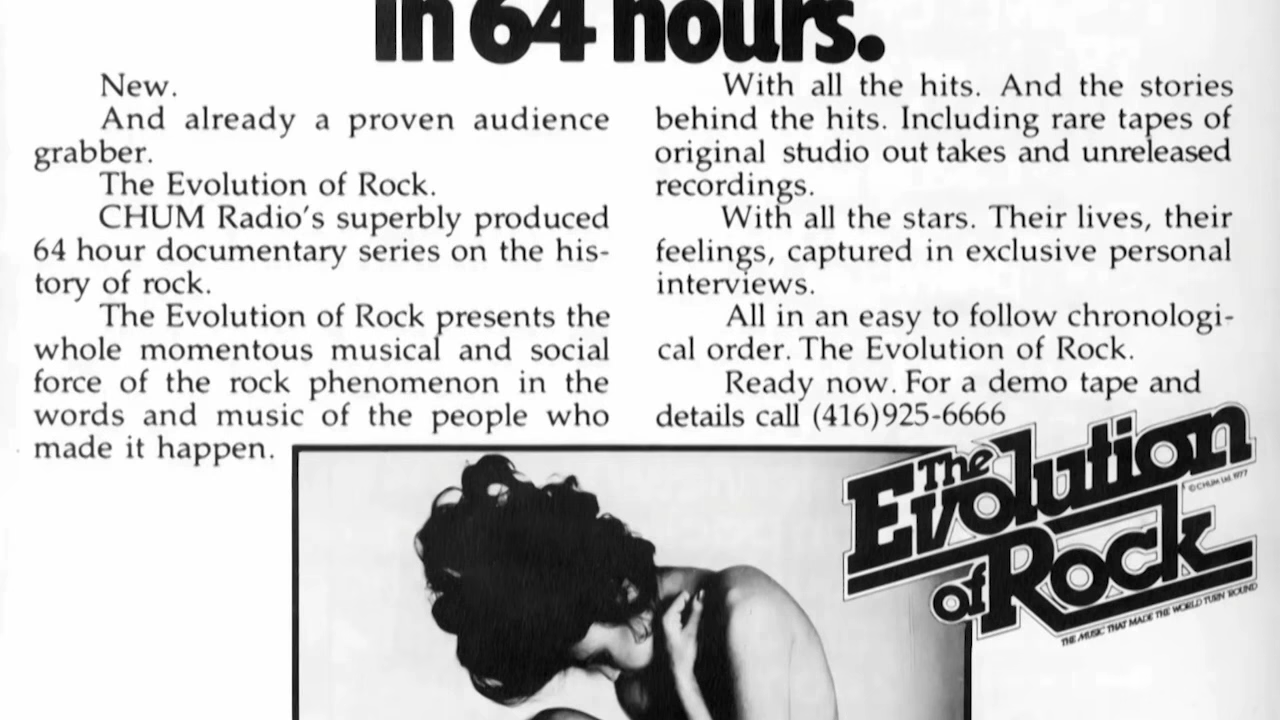 in 64 hours.
New.
And already a proven audience
grabber.
The Evolution of Rock.
CHUM Radio's superbly produced
64 hour documentary series on the his-
tory of rock.
The Evolution of Rock presents the
whole momentous musical and social
force of the rock phenomenon in the
words and music of the people who
made it happen.
With all the hits. And the stories
behind the hits. Including rare tapes of
original studio out takes and unreleased
recordings.
With all the stars. Their lives, their
feelings, captured in exclusive personal
interviews.
All in an easy to follow chronologi-
cal order. The Evolution of Rock.
Ready now. For a demo tape and
details call (416)925-6666
The
Evolution
of Rock
© CHUM Ltd. 1977
THE MUSIC THAT MADE THE WORLD TURN 'ROUND